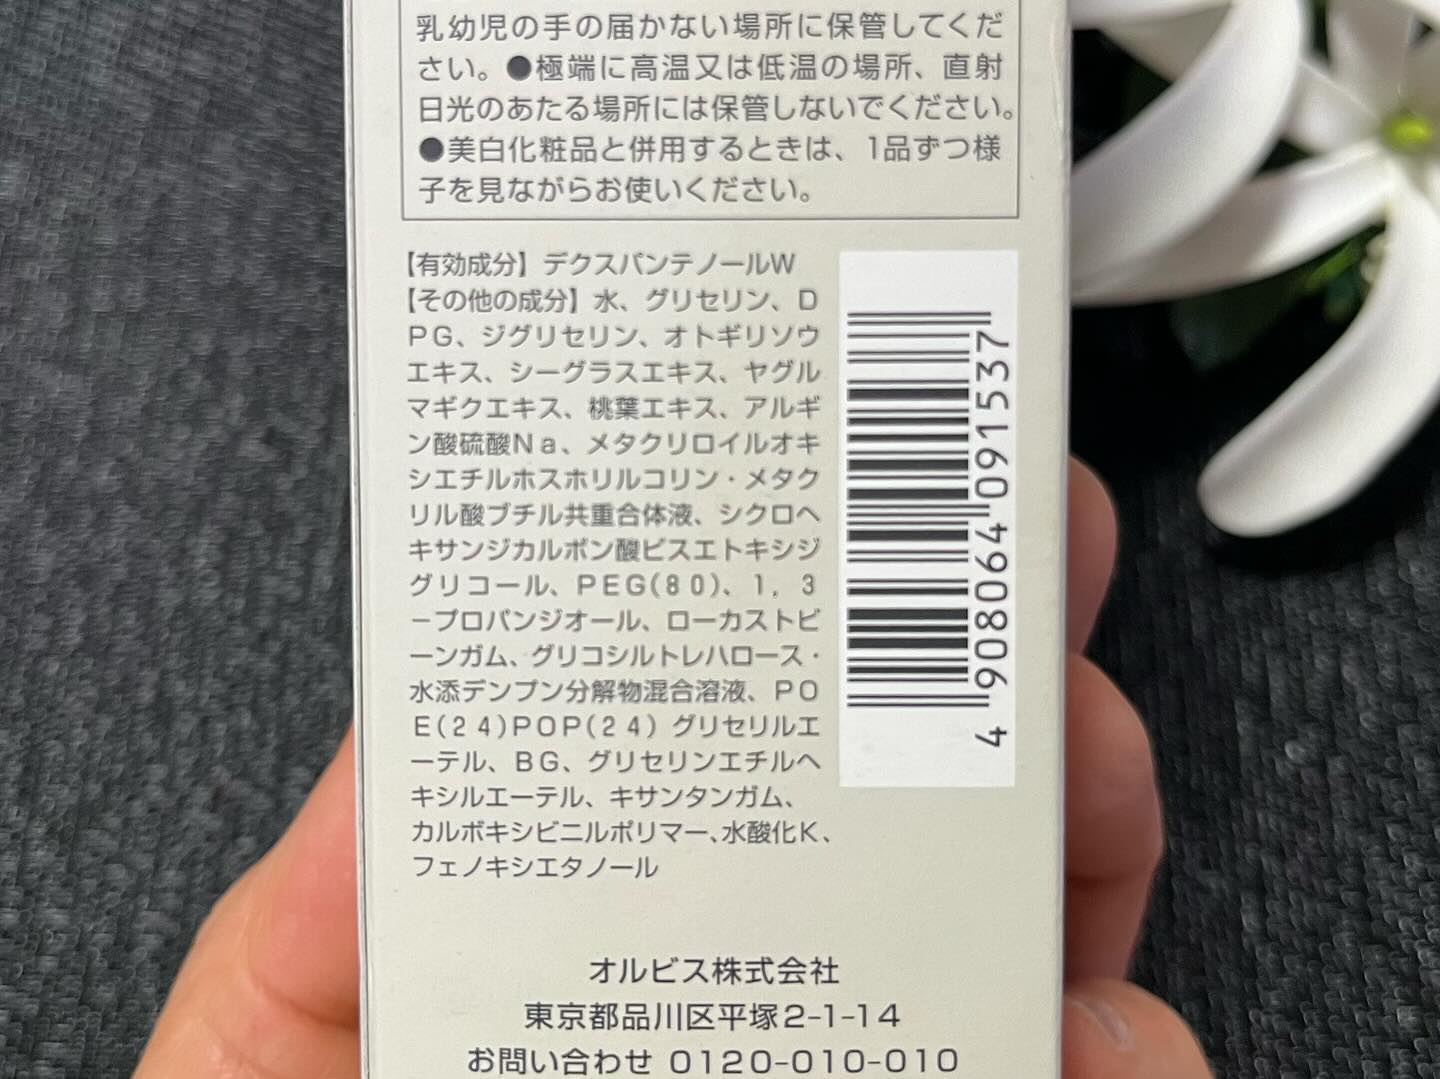 乳幼児の手の届かない場所に保管してくだ
さい。●極端に高温又は低温の場所、直射
日光のあたる場所には保管しないでください。
●美白化粧品と併用するときは、1品ずつ様
子を見ながらお使いください。
【有効成分】デクスパンテノールW
【その他の成分】水、グリセリン、D
PG、ジグリセリン、オトギリソウ
エキス、シーグラスエキス、ヤグル
マギクエキス、桃葉エキス、アルギ
ン酸硫酸Na、メタクリロイルオキ
シエチルホスホリルコリン・メタク
リル酸ブチル共重合体液、シクロヘ
キサンジカルボン酸ビスエトキシジ
グリコール、PEG(80)、1，3
−プロパンジオール、ローカストビ
ーンガム、グリコシルトレハロース・
水添デンプン分解物混合溶液、PO
E(24)POP(24)グリセリルエ
ーテル、BG、グリセリンエチルヘ
キシルエーテル、キサンタンガム、
カルボキシビニルポリマー、水酸化K、
フェノキシエタノール
4 908064 091537
オルビス株式会社
東京都品川区平塚2-1-14
お問い合わせ 0120-010-010